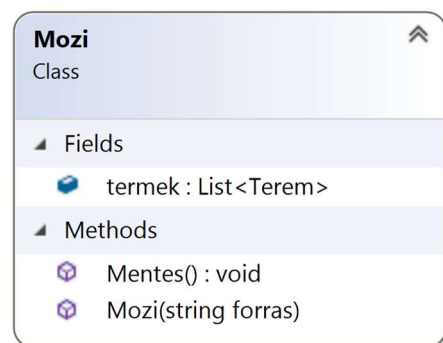 Mozi
Class
Fields
termek : List<Terem>
Methods
Mentes() : void
Mozi(string forras)